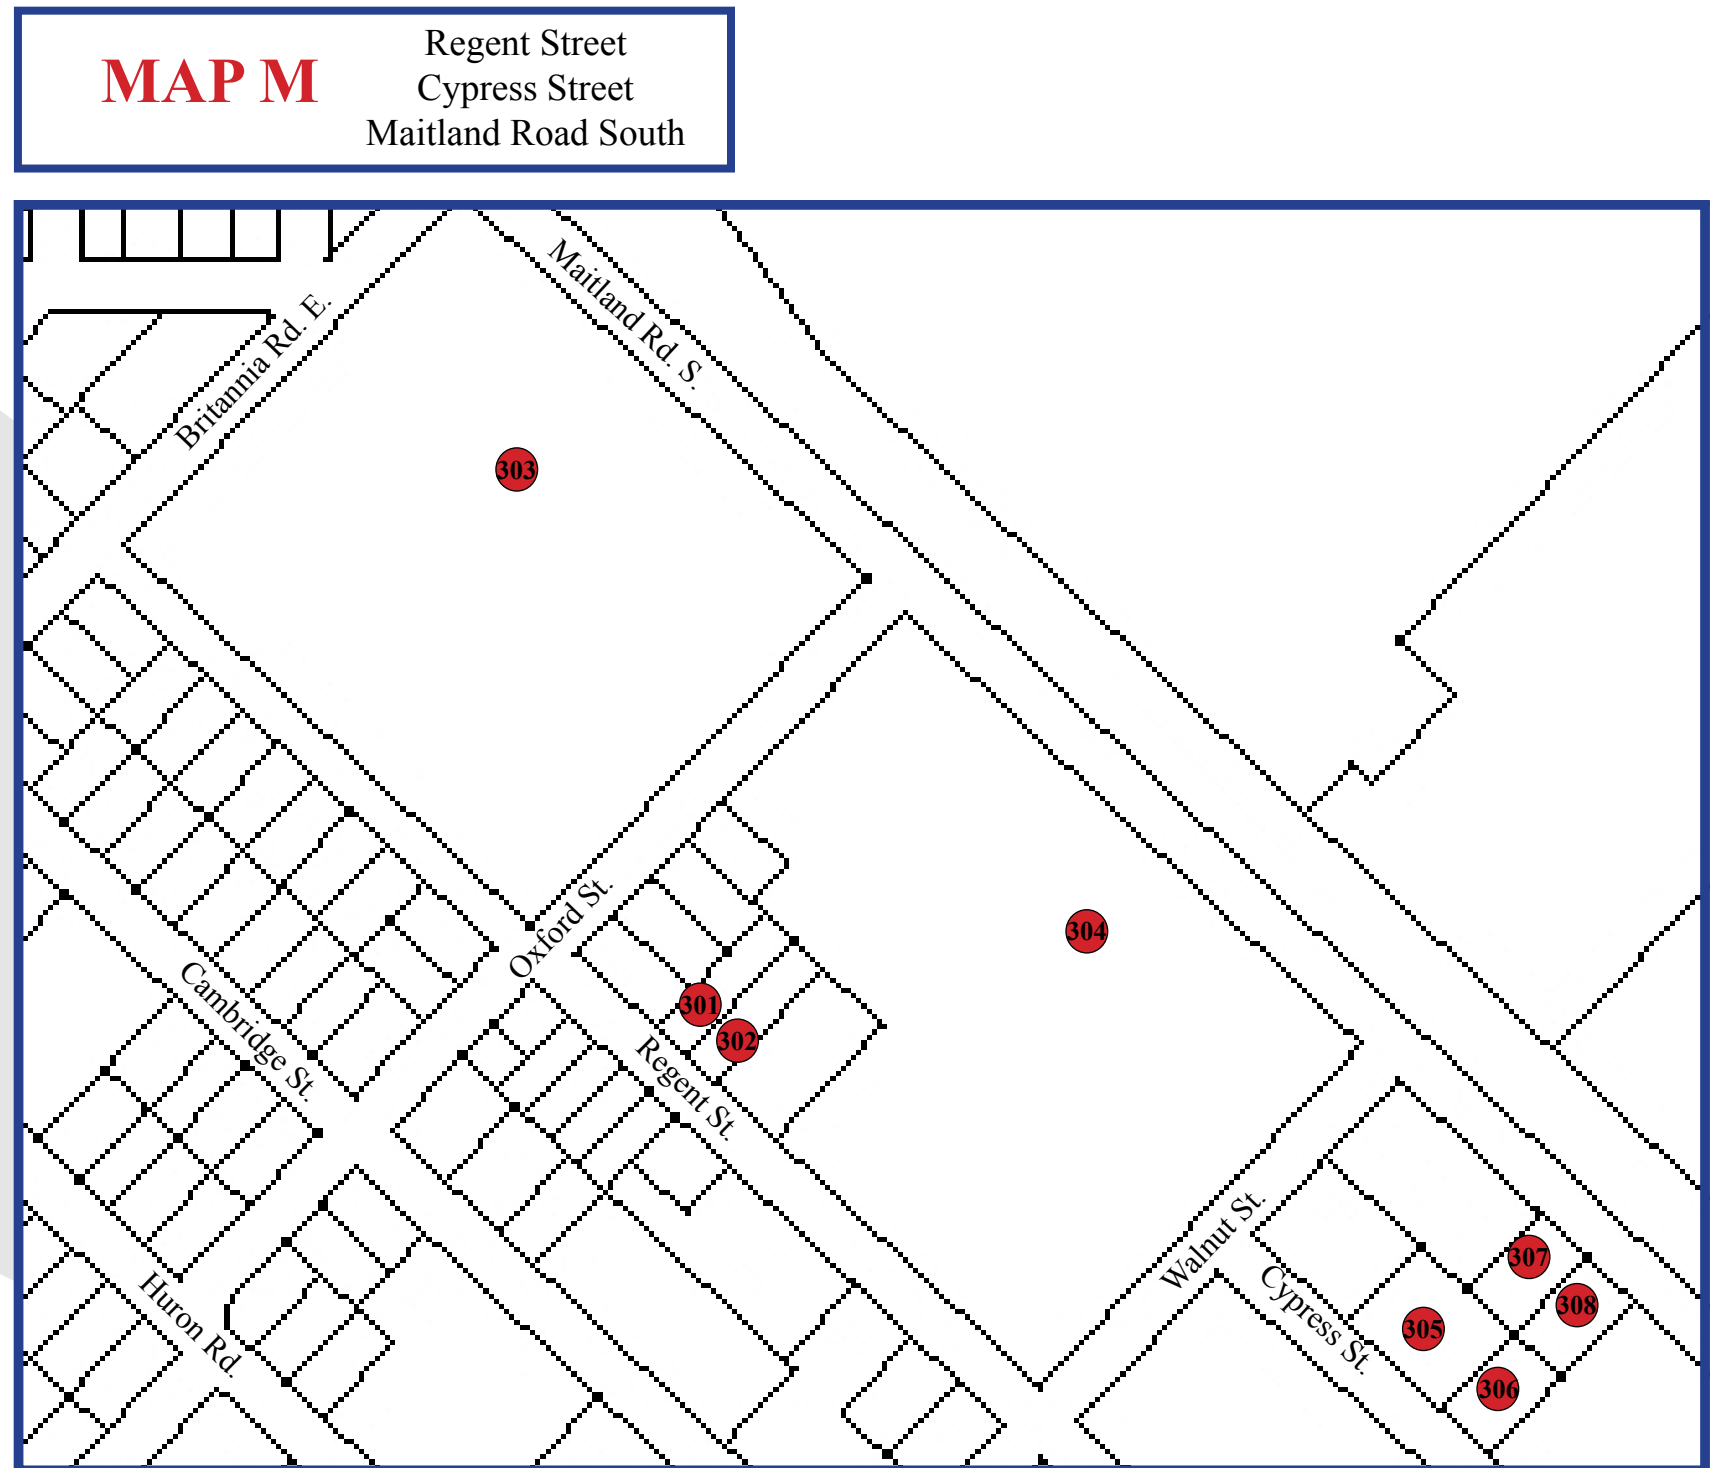 MAP M
Regent Street
Cypress Street
Maitland Road South
Maitland Rd. S.
Britannia Rd. E.
303
Oxford St.
304
Cambridge St.
301
302
Regent St.
Walnut St.
307
Cypress St.
308
Huron Rd.
305
306